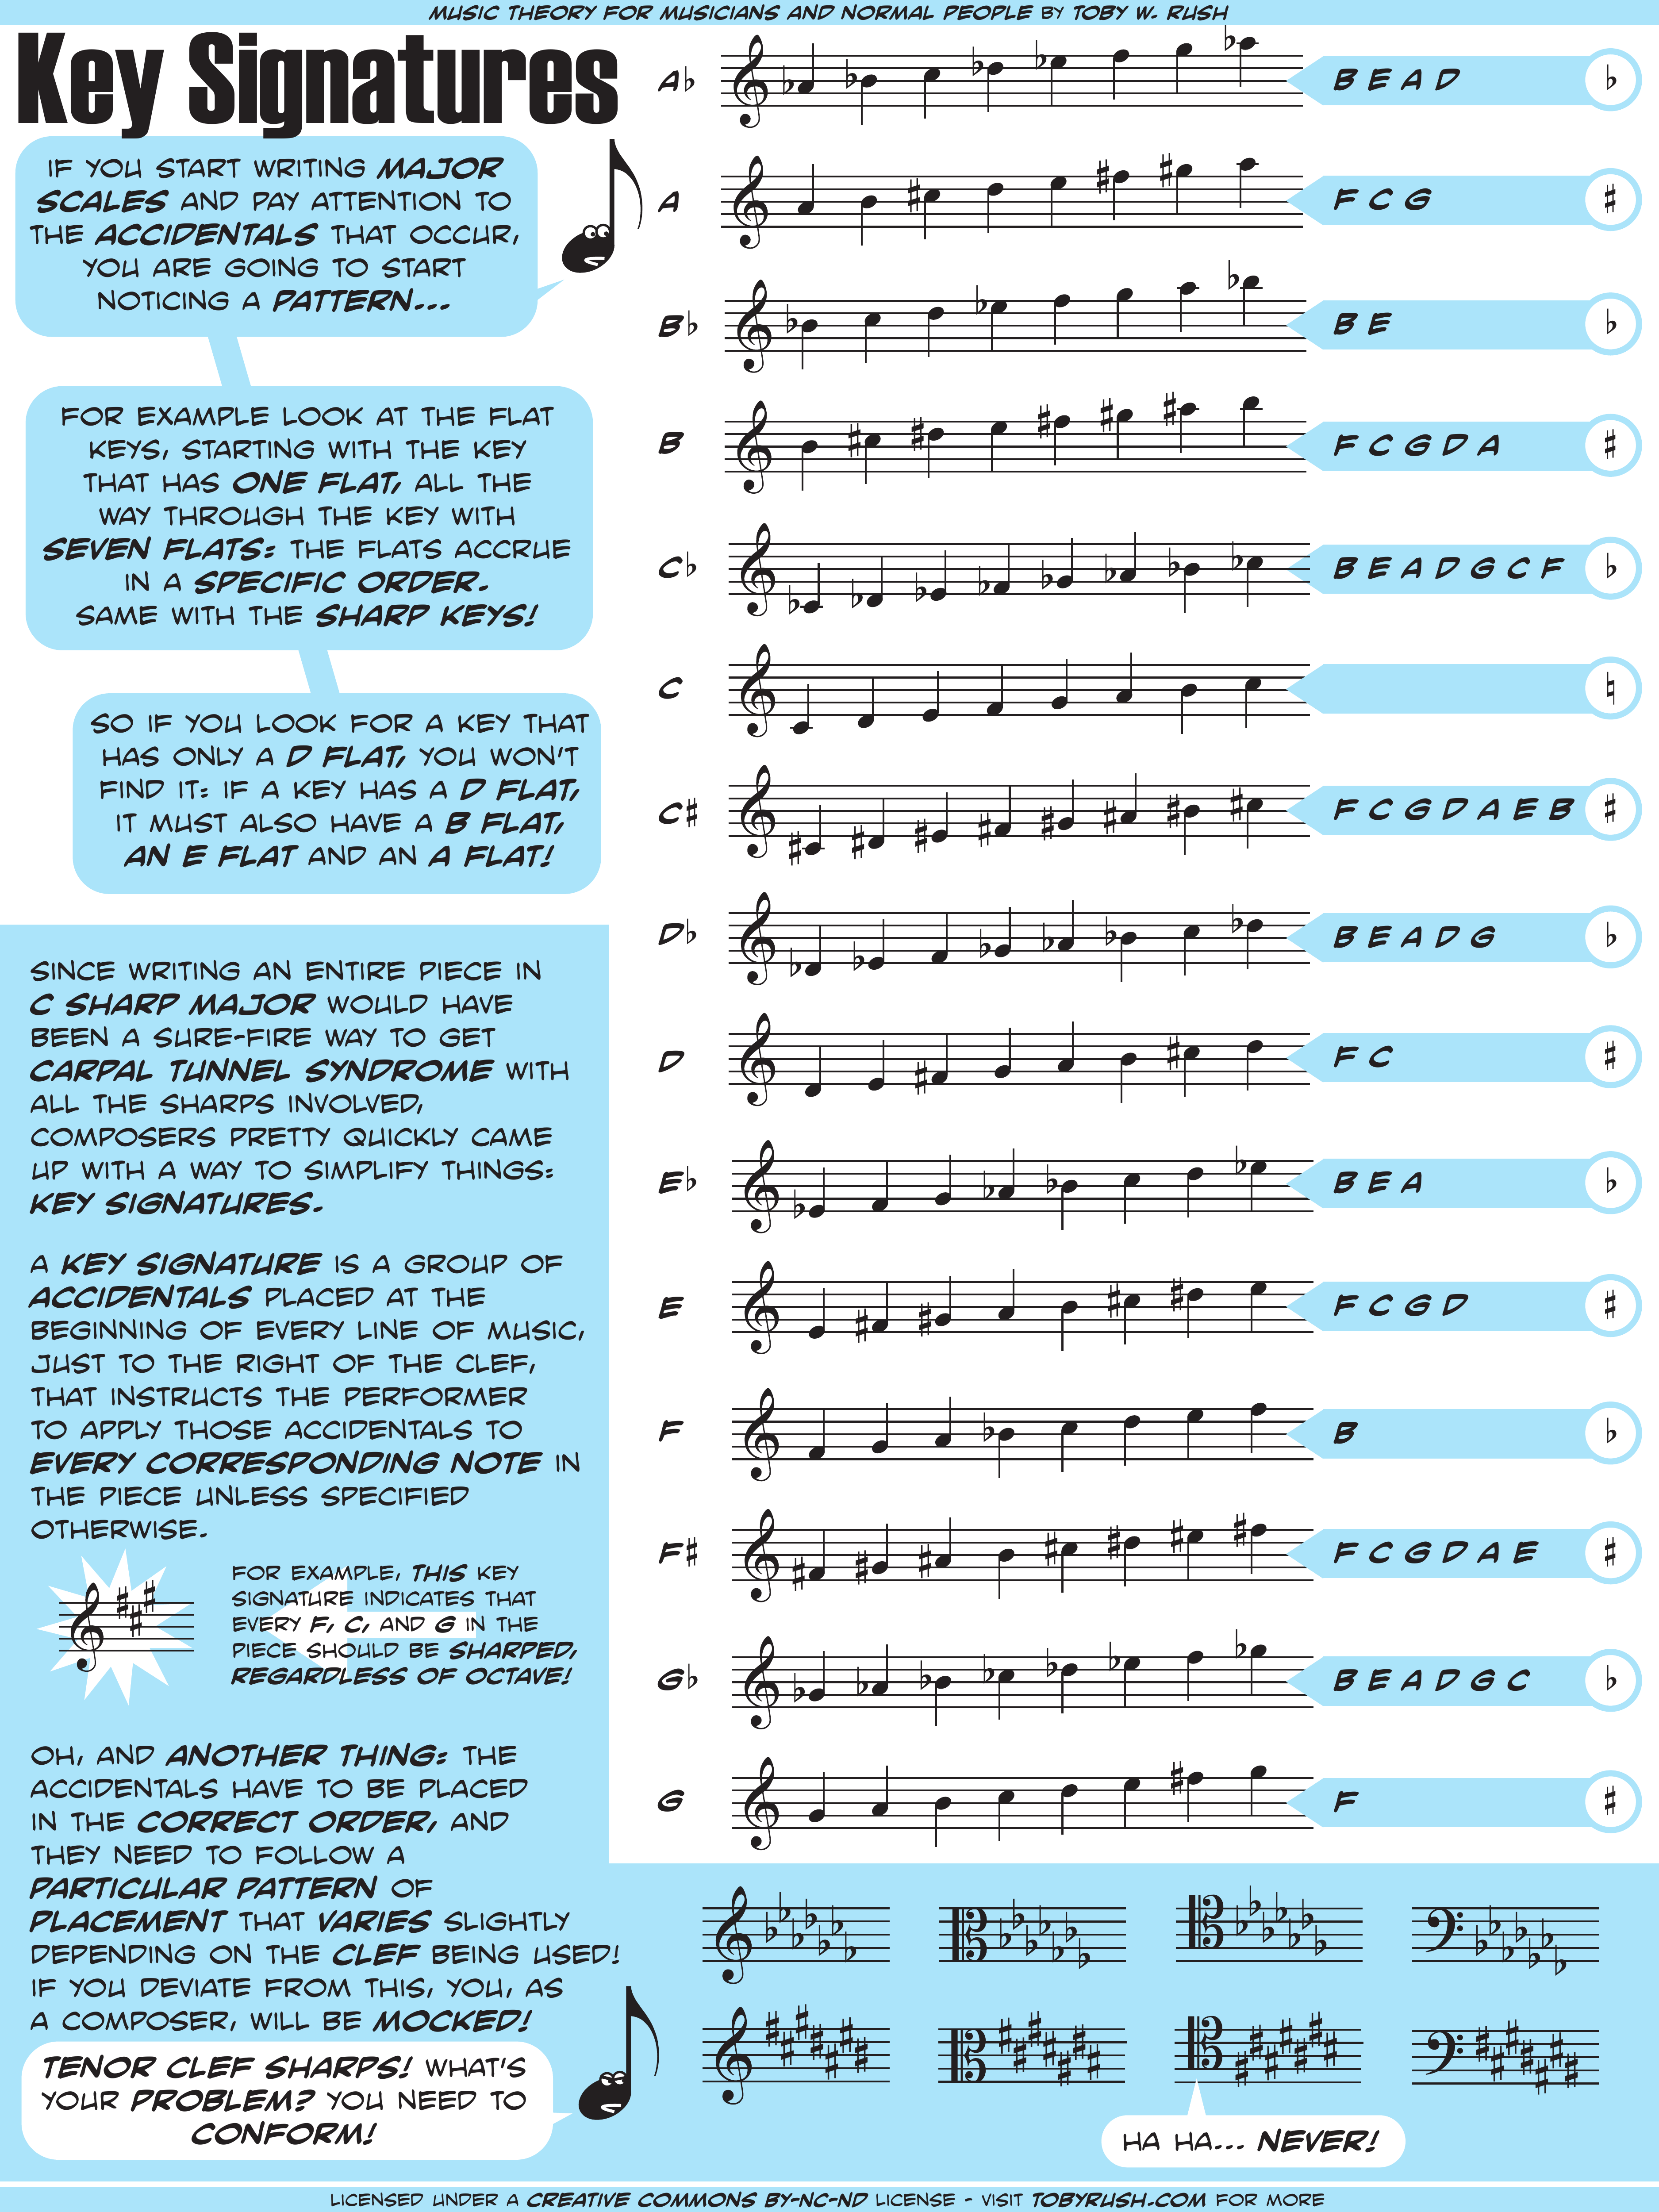 MUSIC THEORY FOR MUSICIANS AND NORMAL PEOPLE BY TOBY W. RUSH
Key Signatures
IF YOU START WRITING MAJOR
SCALES AND PAY ATTENTION TO
THE ACCIDENTALS THAT OCCUR,
YOU ARE GOING TO START
NOTICING A PATTERN...
FOR EXAMPLE LOOK AT THE FLAT
KEYS, STARTING WITH THE KEY
THAT HAS ONE FLAT, ALL THE
WAY THROUGH THE KEY WITH
SEVEN FLATS: THE FLATS ACCRUE
IN A SPECIFIC ORDER.
SAME WITH THE SHARP KEYS!
SO IF YOU LOOK FOR A KEY THAT
HAS ONLY A D FLAT, YOU WON'T
FIND IT: IF A KEY HAS A D FLAT,
IT MUST ALSO HAVE A B FLAT,
AN E FLAT AND AN A FLAT!
SINCE WRITING AN ENTIRE PIECE IN
C SHARP MAJOR WOULD HAVE
BEEN A SURE-FIRE WAY TO GET
CARPAL TUNNEL SYNDROME WITH
ALL THE SHARPS INVOLVED,
COMPOSERS PRETTY QUICKLY CAME
UP WITH A WAY TO SIMPLIFY THINGS:
KEY SIGNATURES.
A KEY SIGNATURE IS A GROUP OF
ACCIDENTALS PLACED AT THE
BEGINNING OF EVERY LINE OF MUSIC,
JUST TO THE RIGHT OF THE CLEF,
THAT INSTRUCTS THE PERFORMER
TO APPLY THOSE ACCIDENTALS TO
EVERY CORRESPONDING NOTE IN
THE PIECE UNLESS SPECIFIED
OTHERWISE.
FOR EXAMPLE, THIS KEY
SIGNATURE INDICATES THAT
EVERY F, C, AND G IN THE
PIECE SHOULD BE SHARPED,
REGARDLESS OF OCTAVE!
OH, AND ANOTHER THING: THE
ACCIDENTALS HAVE TO BE PLACED
IN THE CORRECT ORDER, AND
THEY NEED TO FOLLOW A
PARTICULAR PATTERN OF
PLACEMENT THAT VARIES SLIGHTLY
DEPENDING ON THE CLEF BEING USED!
IF YOU DEVIATE FROM THIS, YOU, AS
A COMPOSER, WILL BE MOCKED!
TENOR CLEF SHARPS! WHAT'S
YOUR PROBLEM? YOU NEED TO
CONFORM!
A♭ B E A D ♭
A F C G ♯
B♭ B E ♭
B F C G D A ♯
C♭ B E A D G C F ♭
C ♮
C♯ F C G D A E B ♯
D♭ B E A D G ♭
D F C ♯
E♭ B E A ♭
E F C G D ♯
F B ♭
F♯ F C G D A E ♯
G♭ B E A D G C ♭
G F ♯
HA HA... NEVER!
LICENSED UNDER A CREATIVE COMMONS BY-NC-ND LICENSE - VISIT TOBYRUSH.COM FOR MORE